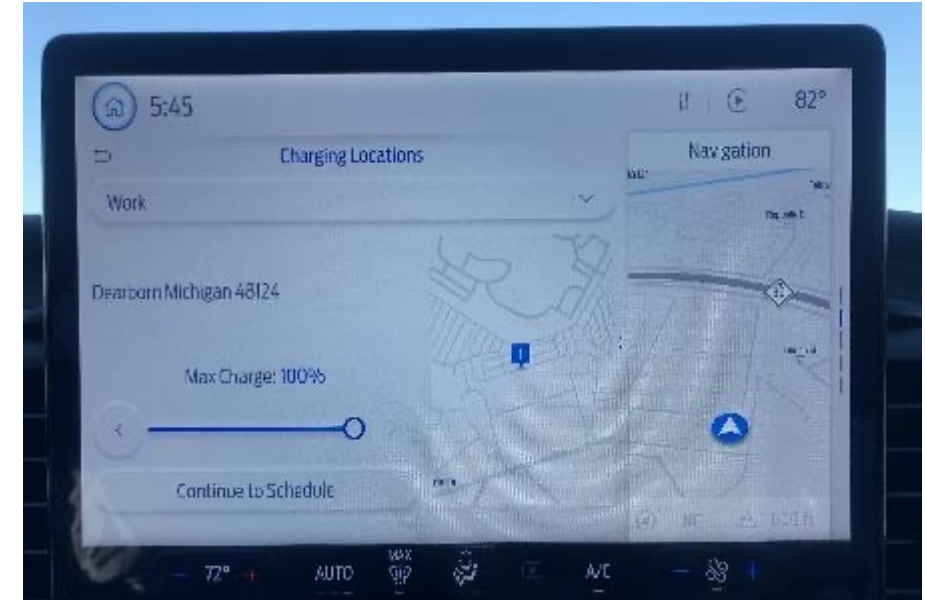 5:45
82°
Charging Locations
Navigation
Work
Dearborn Michigan 48124
Max Charge: 100%
Continue to Schedule
72°
AUTO
MAX
A/C